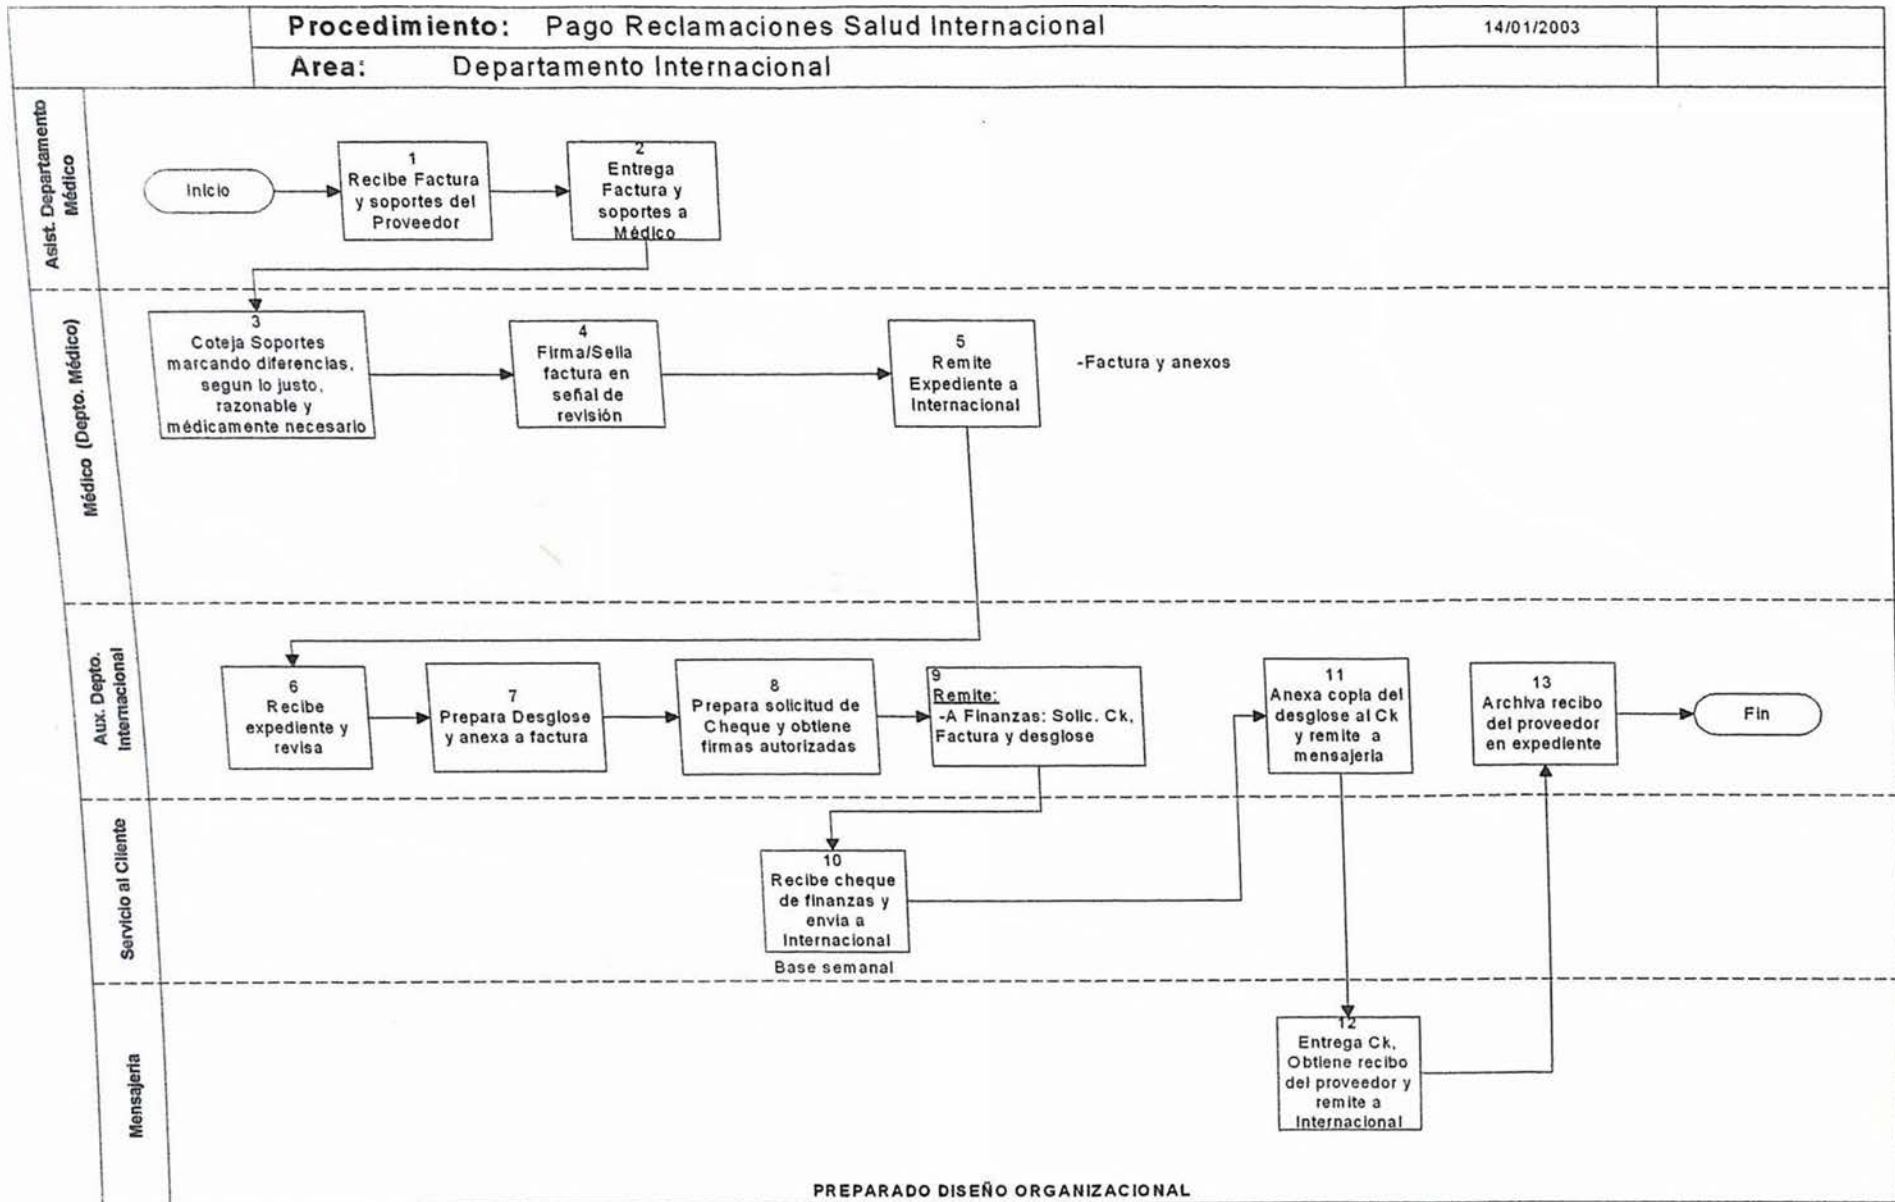 Procedimiento: Pago Reclamaciones Salud Internacional
14/01/2003
Area: Departamento Internacional
Asist. Departamento
Médico
Inicio
1
Recibe Factura
y soportes del
Proveedor
2
Entrega
Factura y
soportes a
Médico
Médico (Depto. Médico)
3
Coteja Soportes
marcando diferencias,
segun lo justo,
razonable y
médicamente necesario
4
Firma/Sella
factura en
señal de
revisión
5
Remite
Expediente a
Internacional
-Factura y anexos
Aux. Depto.
Internacional
6
Recibe
expediente y
revisa
7
Prepara Desglose
y anexa a factura
8
Prepara solicitud de
Cheque y obtiene
firmas autorizadas
9
Remite:
-A Finanzas: Solic. Ck,
Factura y desglose
11
Anexa copia del
desglose al Ck
y remite a
mensajeria
13
Archiva recibo
del proveedor
en expediente
Fin
Servicio al Cliente
10
Recibe cheque
de finanzas y
envia a
Internacional
Base semanal
Mensajeria
12
Entrega Ck,
Obtiene recibo
del proveedor y
remite a
Internacional
PREPARADO DISEÑO ORGANIZACIONAL